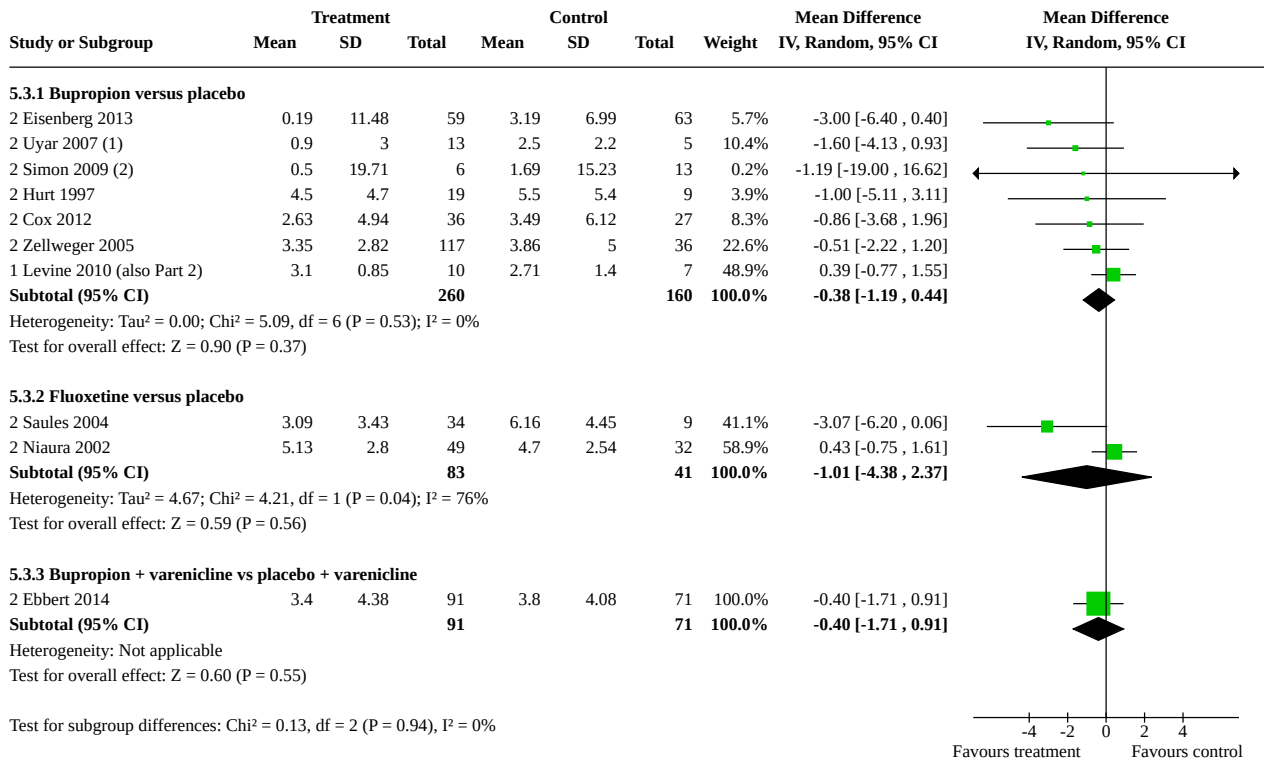 Treatment Control Mean Difference Mean Difference
Study or Subgroup Mean SD Total Mean SD Total Weight IV, Random, 95% CI IV, Random, 95% CI
5.3.1 Bupropion versus placebo
2 Eisenberg 2013 0.19 11.48 59 3.19 6.99 63 5.7% -3.00 [-6.40 , 0.40]
2 Uyar 2007 (1) 0.9 3 13 2.5 2.2 5 10.4% -1.60 [-4.13 , 0.93]
2 Simon 2009 (2) 0.5 19.71 6 1.69 15.23 13 0.2% -1.19 [-19.00 , 16.62]
2 Hurt 1997 4.5 4.7 19 5.5 5.4 9 3.9% -1.00 [-5.11 , 3.11]
2 Cox 2012 2.63 4.94 36 3.49 6.12 27 8.3% -0.86 [-3.68 , 1.96]
2 Zellweger 2005 3.35 2.82 117 3.86 5 36 22.6% -0.51 [-2.22 , 1.20]
1 Levine 2010 (also Part 2) 3.1 0.85 10 2.71 1.4 7 48.9% 0.39 [-0.77 , 1.55]
Subtotal (95% CI) 260 160 100.0% -0.38 [-1.19 , 0.44]
Heterogeneity: Tau² = 0.00; Chi² = 5.09, df = 6 (P = 0.53); I² = 0%
Test for overall effect: Z = 0.90 (P = 0.37)
5.3.2 Fluoxetine versus placebo
2 Saules 2004 3.09 3.43 34 6.16 4.45 9 41.1% -3.07 [-6.20 , 0.06]
2 Niaura 2002 5.13 2.8 49 4.7 2.54 32 58.9% 0.43 [-0.75 , 1.61]
Subtotal (95% CI) 83 41 100.0% -1.01 [-4.38 , 2.37]
Heterogeneity: Tau² = 4.67; Chi² = 4.21, df = 1 (P = 0.04); I² = 76%
Test for overall effect: Z = 0.59 (P = 0.56)
5.3.3 Bupropion + varenicline vs placebo + varenicline
2 Ebbert 2014 3.4 4.38 91 3.8 4.08 71 100.0% -0.40 [-1.71 , 0.91]
Subtotal (95% CI) 91 71 100.0% -0.40 [-1.71 , 0.91]
Heterogeneity: Not applicable
Test for overall effect: Z = 0.60 (P = 0.55)
Test for subgroup differences: Chi² = 0.13, df = 2 (P = 0.94), I² = 0%
-4 -2 0 2 4
Favours treatment Favours control